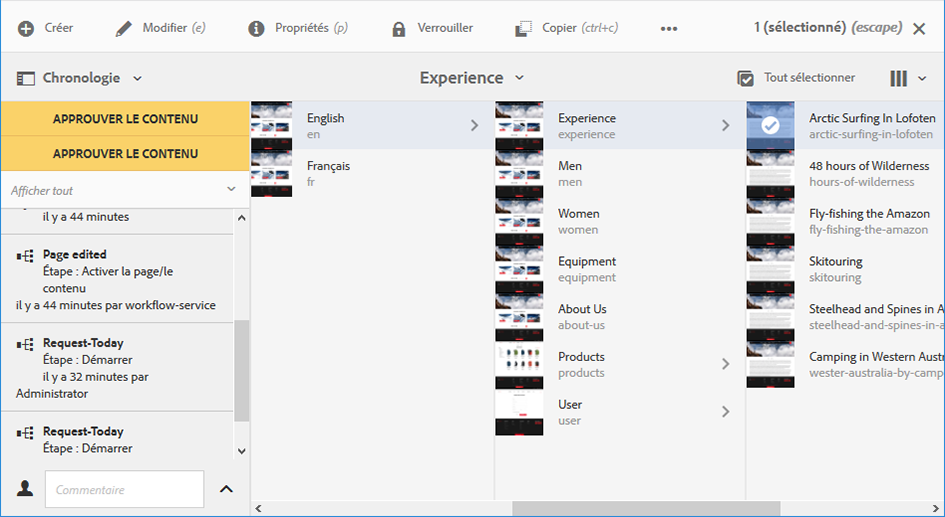 Créer
Modifier (e)
Propriétés (p)
Verrouiller
Copier (ctrl+c)
1 (sélectionné) (escape)
Chronologie
Experience
Tout sélectionner
APPROUVER LE CONTENU
APPROUVER LE CONTENU
Afficher tout
il y a 44 minutes
Page edited
Étape : Activer la page/le
contenu
il y a 44 minutes par workflow-service
Request-Today
Étape : Démarrer
il y a 32 minutes par
Administrator
Request-Today
Étape : Démarrer
Commentaire
English
en
Français
fr
Experience
experience
Men
men
Women
women
Equipment
equipment
About Us
about-us
Products
products
User
user
Arctic Surfing In Lofoten
arctic-surfing-in-lofoten
48 hours of Wilderness
hours-of-wilderness
Fly-fishing the Amazon
fly-fishing-the-amazon
Skitouring
skitouring
Steelhead and Spines in A
steelhead-and-spines-in-a
Camping in Western Aust
wester-australia-by-camp